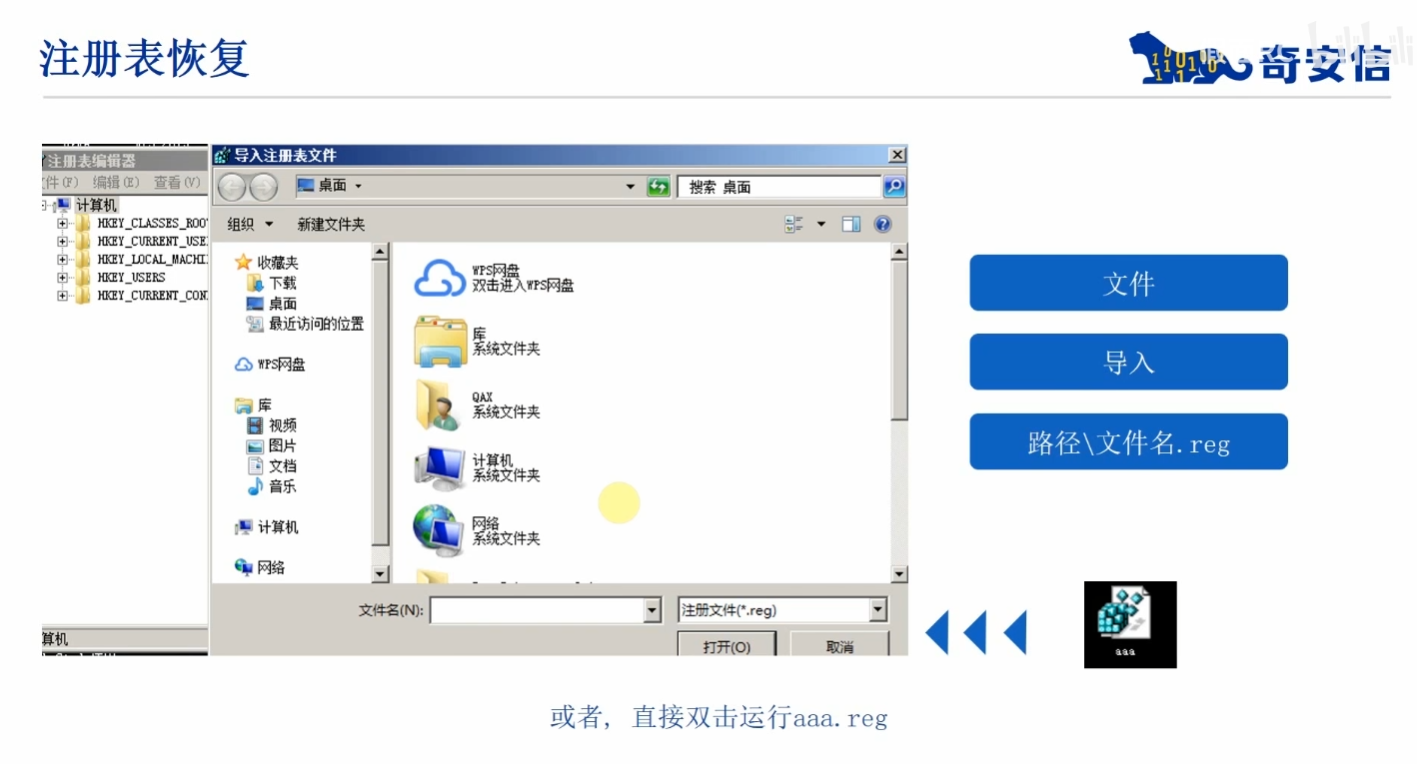 注册表恢复
奇安信
注册表编辑器
件(F) 编辑(E) 查看(V)
计算机
HKEY_CLASSES_ROO
HKEY_CURRENT_USE
HKEY_LOCAL_MACHI
HKEY_USERS
HKEY_CURRENT_CON
算机
导入注册表文件
桌面
搜索 桌面
组织 新建文件夹
收藏夹
下载
桌面
最近访问的位置
WPS网盘
库
视频
图片
文档
音乐
计算机
网络
WPS网盘
双击进入WPS网盘
库
系统文件夹
QAX
系统文件夹
计算机
系统文件夹
网络
系统文件夹
文件名(N):
注册文件(*.reg)
打开(O) 取消
文件
导入
路径\文件名.reg
aaa
或者, 直接双击运行aaa.reg